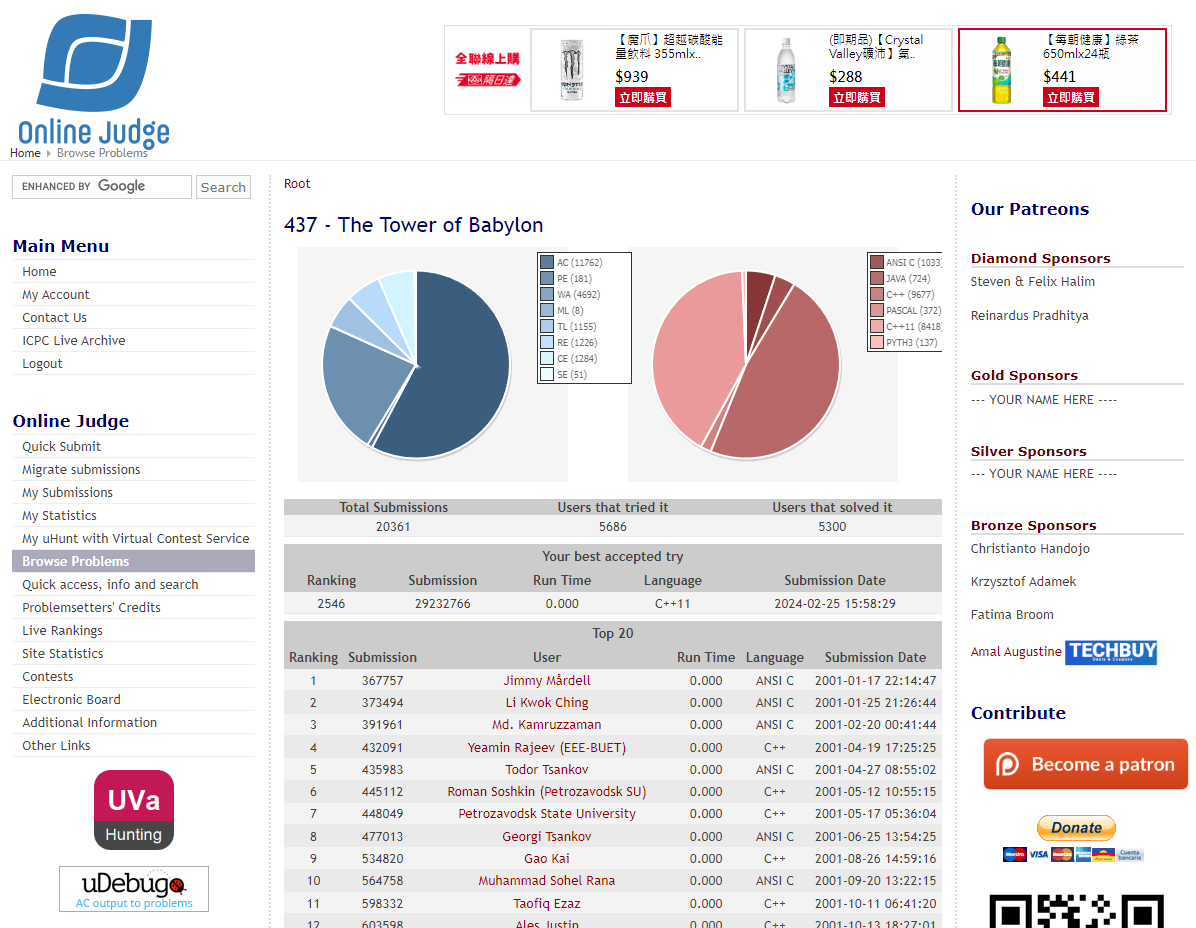 Online Judge
全聯線上購
隔日達
【魔爪】超越碳酸能
量飲料 355mlx..
$939
立即購買
(即期品)【Crystal
Valley礦沛】氣..
$288
立即購買
【每朝健康】綠茶
650mlx24瓶
$441
立即購買
Home Browse Problems
ENHANCED BY Google Search
Main Menu
Home
My Account
Contact Us
ICPC Live Archive
Logout
Online Judge
Quick Submit
Migrate submissions
My Submissions
My Statistics
My uHunt with Virtual Contest Service
Browse Problems
Quick access, info and search
Problemsetters' Credits
Live Rankings
Site Statistics
Contests
Electronic Board
Additional Information
Other Links
UVa
Hunting
uDebug
AC output to problems
Root
437 - The Tower of Babylon
AC (11762)
PE (181)
WA (4692)
ML (8)
TL (1155)
RE (1226)
CE (1284)
SE (51)
ANSI C (1033)
JAVA (724)
C++ (9677)
PASCAL (372)
C++11 (8418)
PYTH3 (137)
Total Submissions Users that tried it Users that solved it
20361 5686 5300
Your best accepted try
Ranking Submission Run Time Language Submission Date
2546 29232766 0.000 C++11 2024-02-25 15:58:29
Top 20
Ranking Submission User Run Time Language Submission Date
1 367757 Jimmy Mårdell 0.000 ANSI C 2001-01-17 22:14:47
2 373494 Li Kwok Ching 0.000 ANSI C 2001-01-25 21:26:44
3 391961 Md. Kamruzzaman 0.000 ANSI C 2001-02-20 00:41:44
4 432091 Yeamin Rajeev (EEE-BUET) 0.000 C++ 2001-04-19 17:25:25
5 435983 Todor Tsankov 0.000 ANSI C 2001-04-27 08:55:02
6 445112 Roman Soshkin (Petrozavodsk SU) 0.000 C++ 2001-05-12 10:55:15
7 448049 Petrozavodsk State University 0.000 C++ 2001-05-17 05:36:04
8 477013 Georgi Tsankov 0.000 ANSI C 2001-06-25 13:54:25
9 534820 Gao Kai 0.000 C++ 2001-08-26 14:59:16
10 564758 Muhammad Sohel Rana 0.000 ANSI C 2001-09-20 13:22:15
11 598332 Taofiq Ezaz 0.000 C++ 2001-10-11 06:41:20
12 603598 Ales Justin 0.000 C++ 2001-10-13 18:27:01
Our Patreons
Diamond Sponsors
Steven & Felix Halim
Reinardus Pradhitya
Gold Sponsors
--- YOUR NAME HERE ----
Silver Sponsors
--- YOUR NAME HERE ----
Bronze Sponsors
Christianto Handojo
Krzysztof Adamek
Fatima Broom
Amal Augustine TECHBUY
Deals & Coupons
Contribute
Become a patron
Donate
Maestro VISA
Cuenta
bancaria